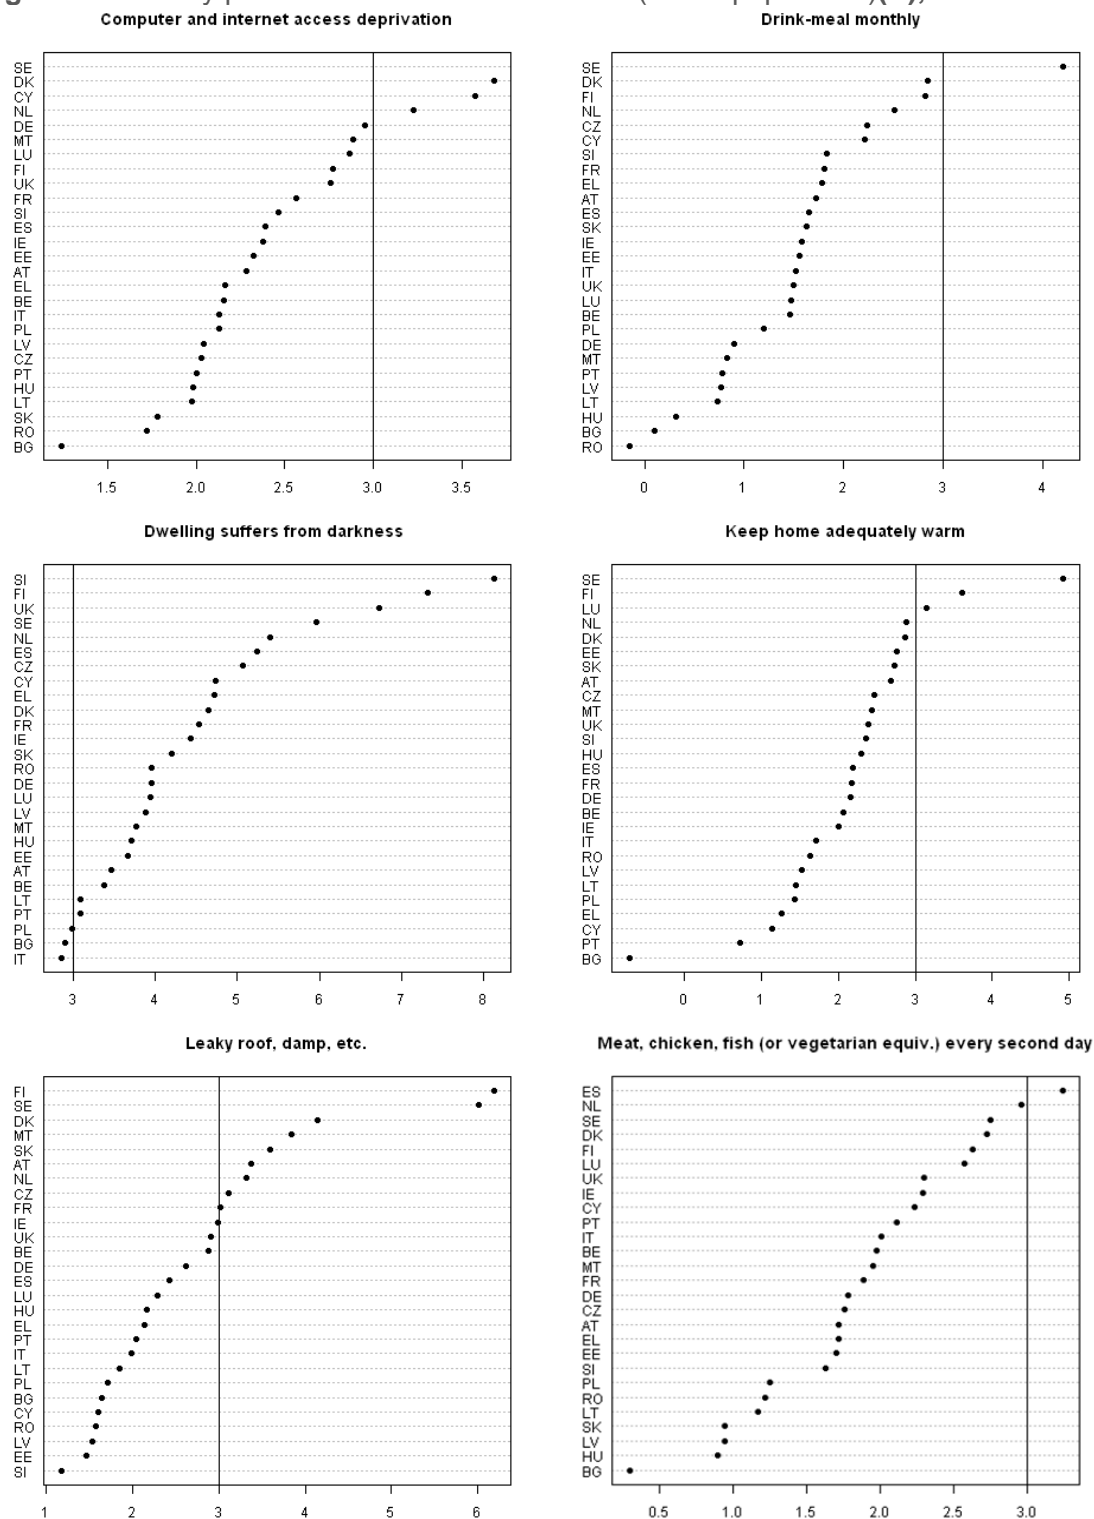 Computer and internet access deprivation
SE
DK
CY
NL
DE
MT
LU
FI
UK
FR
SI
ES
IE
EE
AT
EL
BE
IT
PL
LV
CZ
PT
HU
LT
SK
RO
BG
1.5 2.0 2.5 3.0 3.5
Drink-meal monthly
SE
DK
FI
NL
CZ
CY
SI
FR
EL
AT
ES
SK
IE
EE
IT
UK
LU
BE
PL
DE
MT
PT
LV
LT
HU
BG
RO
0 1 2 3 4
Dwelling suffers from darkness
SI
FI
UK
SE
NL
ES
CZ
CY
EL
DK
FR
IE
SK
RO
DE
LU
LV
MT
HU
EE
AT
BE
LT
PT
PL
BG
IT
3 4 5 6 7 8
Keep home adequately warm
SE
FI
LU
NL
DK
EE
SK
AT
CZ
MT
UK
SI
HU
ES
FR
DE
BE
IE
IT
RO
LV
LT
PL
EL
CY
PT
BG
0 1 2 3 4 5
Leaky roof, damp, etc.
FI
SE
DK
MT
SK
AT
NL
CZ
FR
IE
UK
BE
DE
ES
LU
HU
EL
PT
IT
LT
PL
BG
CY
RO
LV
EE
SI
1 2 3 4 5 6
Meat, chicken, fish (or vegetarian equiv.) every second day
ES
NL
SE
DK
FI
LU
UK
IE
CY
PT
IT
BE
MT
FR
DE
CZ
AT
EL
EE
SI
PL
RO
LT
SK
LV
HU
BG
0.5 1.0 1.5 2.0 2.5 3.0